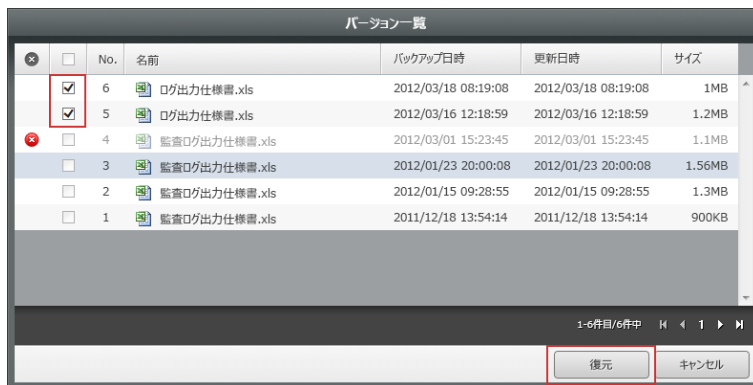 バージョン一覧
No. 名前 バックアップ日時 更新日時 サイズ
6 ログ出力仕様書.xls 2012/03/18 08:19:08 2012/03/18 08:19:08 1MB
5 ログ出力仕様書.xls 2012/03/16 12:18:59 2012/03/16 12:18:59 1.2MB
4 監査ログ出力仕様書.xls 2012/03/01 15:23:45 2012/03/01 15:23:45 1.1MB
3 監査ログ出力仕様書.xls 2012/01/23 20:00:08 2012/01/23 20:00:08 1.56MB
2 監査ログ出力仕様書.xls 2012/01/15 09:28:55 2012/01/15 09:28:55 1.3MB
1 監査ログ出力仕様書.xls 2011/12/18 13:54:14 2011/12/18 13:54:14 900KB
1-6件目/6件中 1
復元 キャンセル